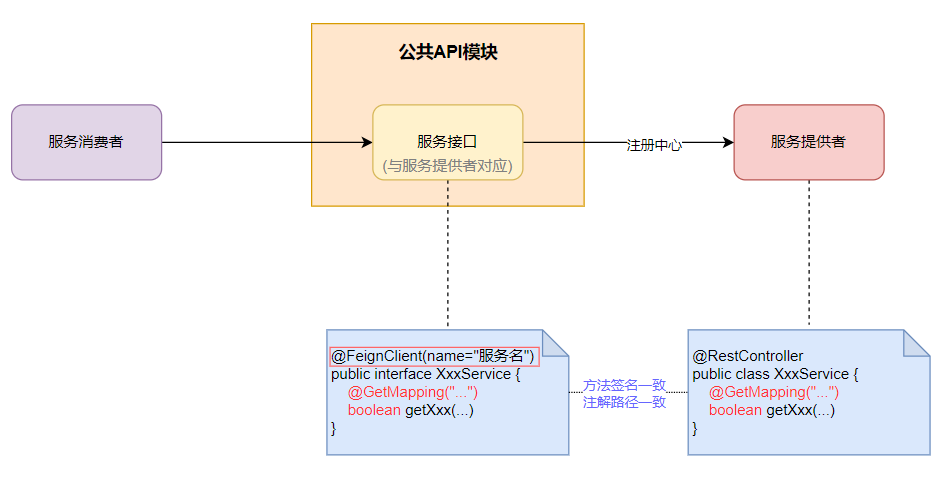 公共API模块
服务消费者
服务接口
(与服务提供者对应)
注册中心
服务提供者
@FeignClient(name="服务名")
public interface XxxService {
@GetMapping("...")
boolean getXxx(...)
}
方法签名一致
注解路径一致
@RestController
public class XxxService {
@GetMapping("...")
boolean getXxx(...)
}